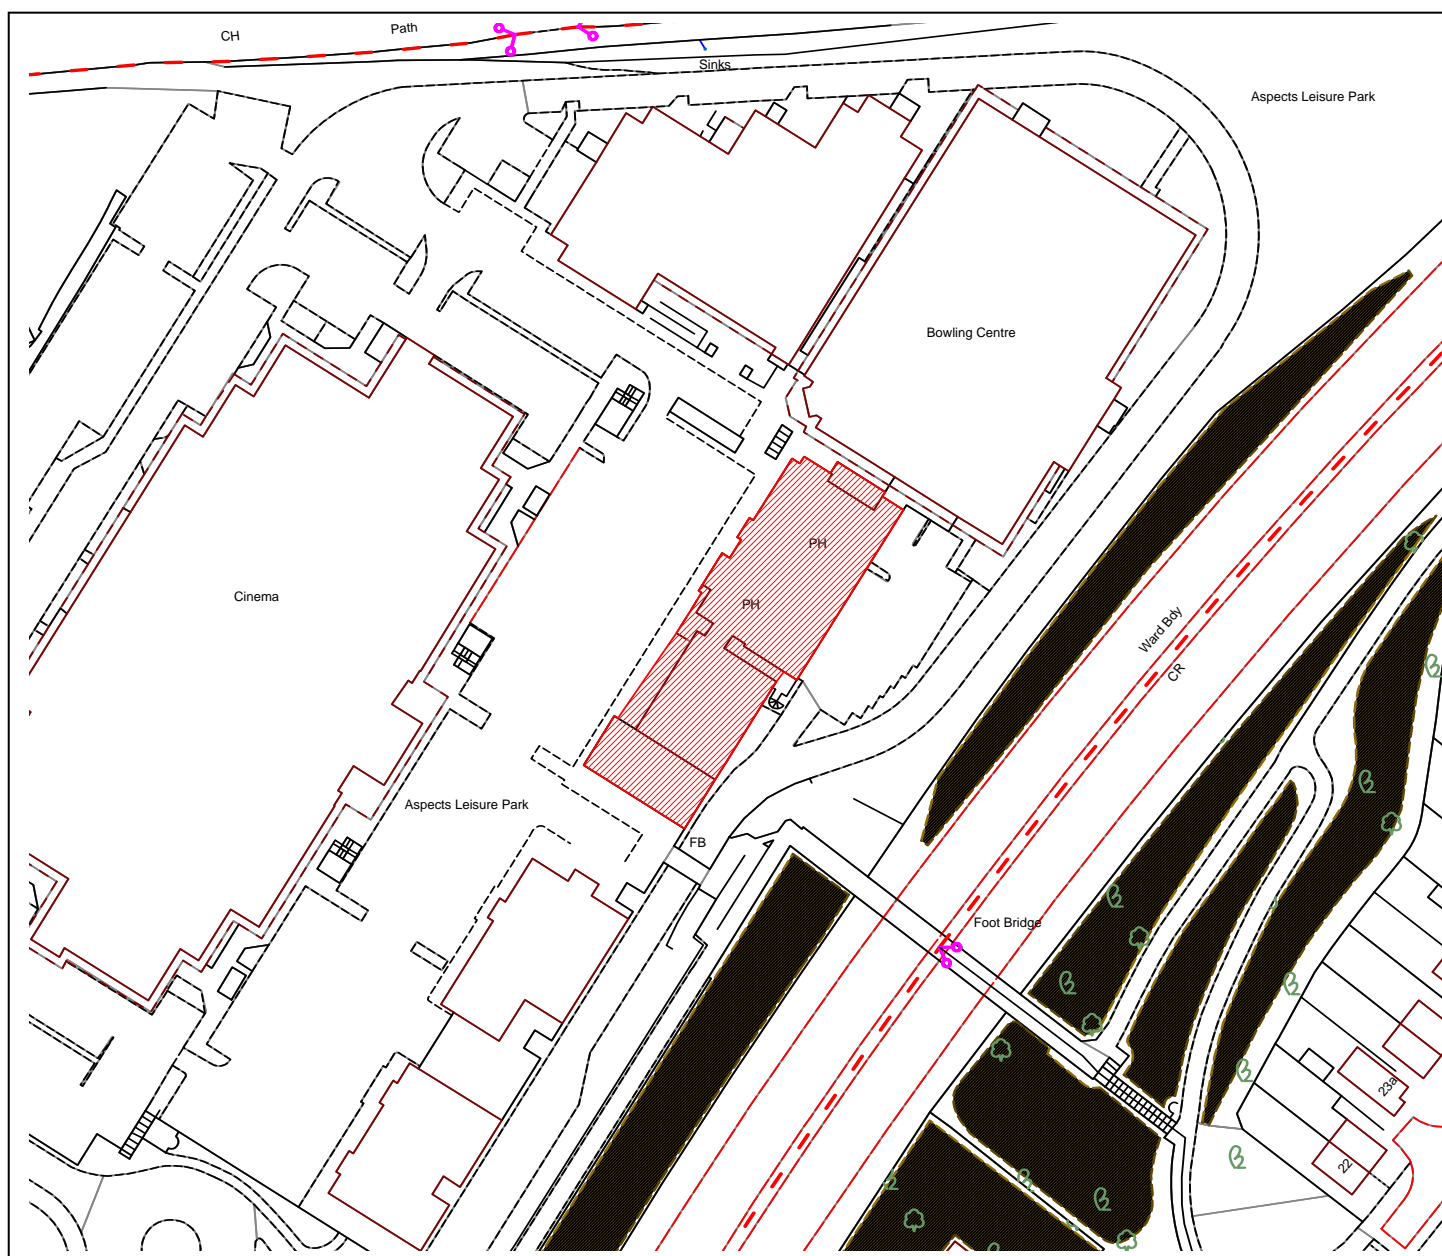 CH
Path
Sinks
Aspects Leisure Park
Bowling Centre
PH
Cinema
PH
Ward Bdy
CR
Aspects Leisure Park
FB
Foot Bridge
23a
22